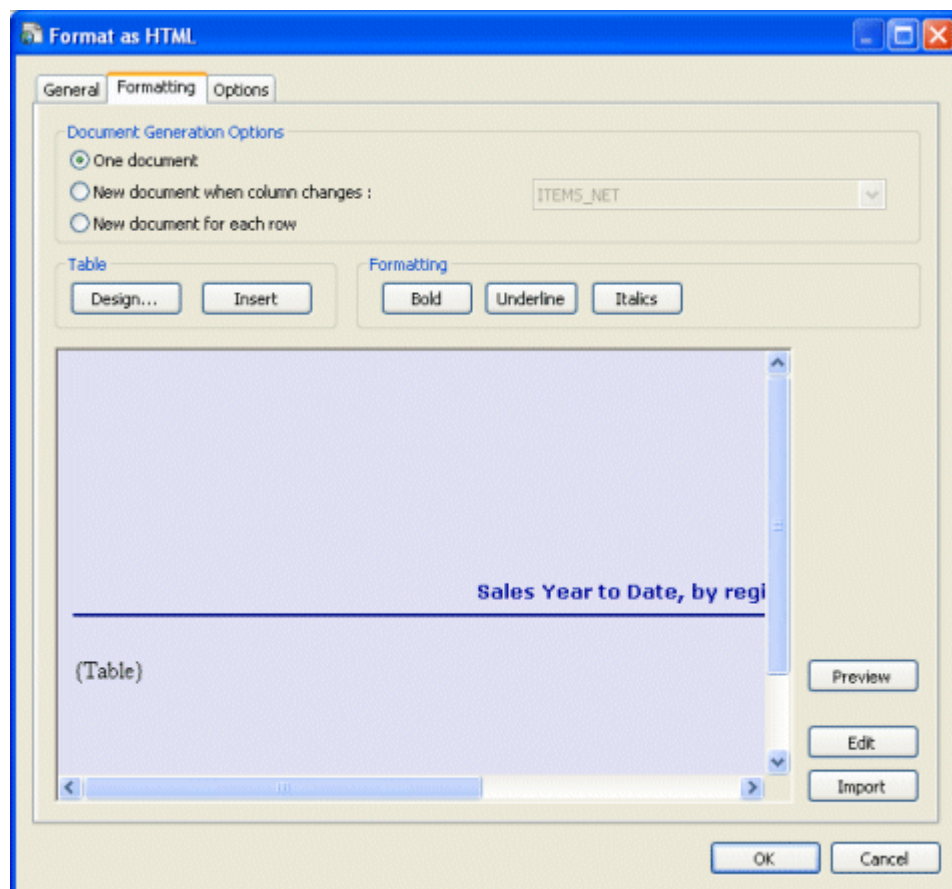 Format as HTML
General Formatting Options
Document Generation Options
One document
New document when column changes : ITEMS_NET
New document for each row
Table Formatting
Design... Insert Bold Underline Italics
Sales Year to Date, by regi
(Table)
Preview
Edit
Import
OK Cancel